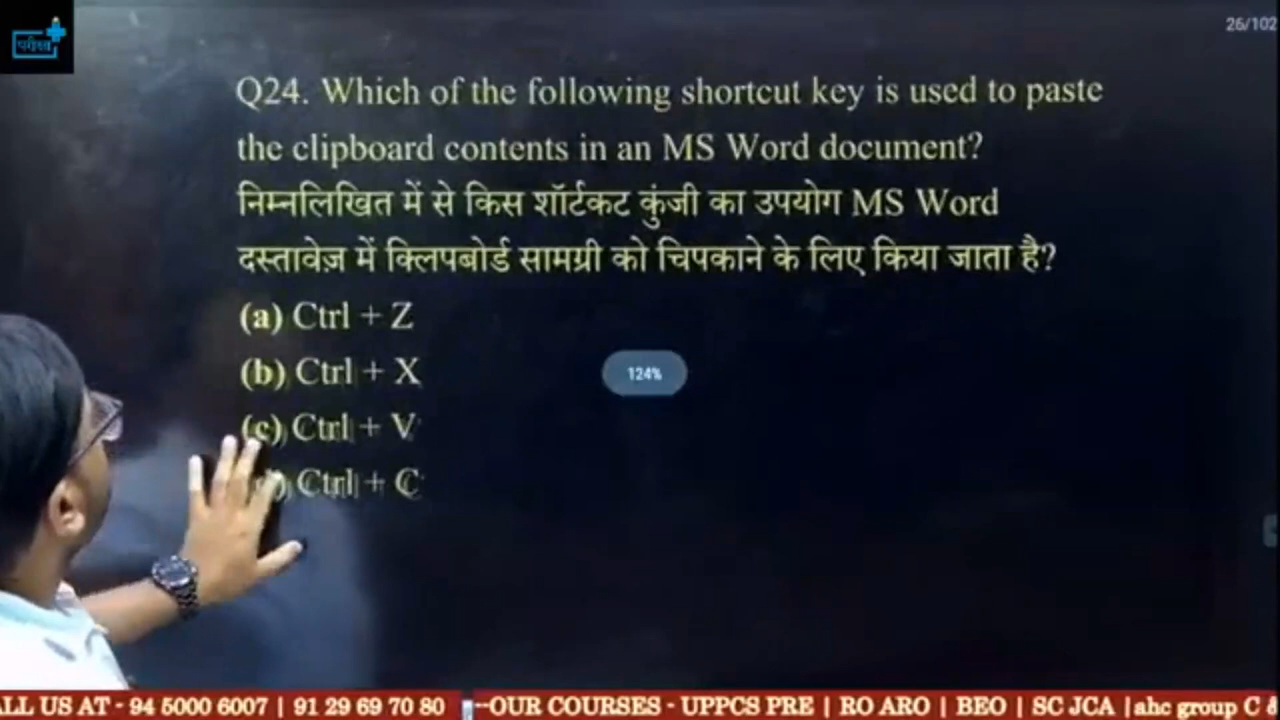 परीक्षा
26/102
Q24. Which of the following shortcut key is used to paste
the clipboard contents in an MS Word document?
निम्नलिखित में से किस शॉर्टकट कुंजी का उपयोग MS Word
दस्तावेज़ में क्लिपबोर्ड सामग्री को चिपकाने के लिए किया जाता है?
(a) Ctrl + Z
(b) Ctrl + X
124%
(c) Ctrl + V
Ctrl + C
ALL US AT - 94 5000 6007 | 91 29 69 70 80 --OUR COURSES - UPPCS PRE | RO ARO | BEO | SC JCA |ahc group C &